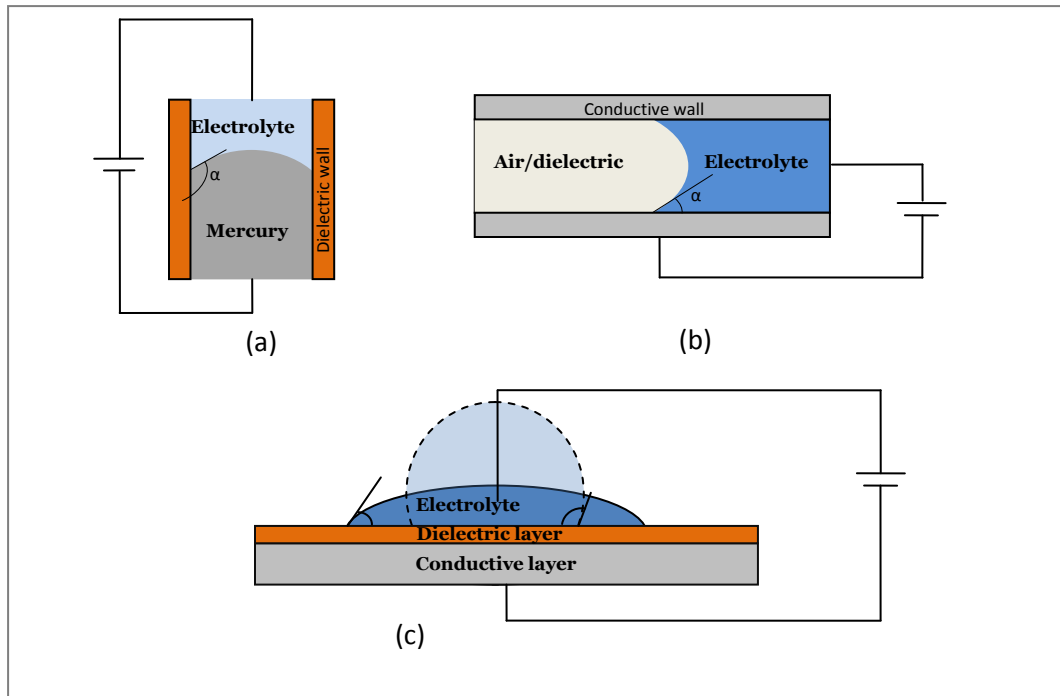 Electrolyte
α
Mercury
Dielectric wall
(a)
Conductive wall
Air/dielectric
Electrolyte
α
(b)
Electrolyte
Dielectric layer
Conductive layer
(c)